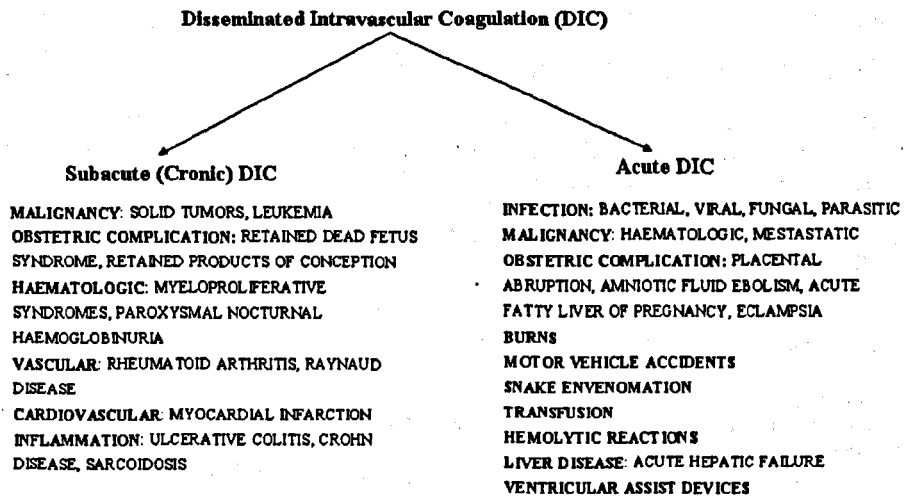 Disseminated Intravascular Coagulation (DIC)
Subacute (Cronic) DIC
MALIGNANCY: SOLID TUMORS, LEUKEMIA
OBSTETRIC COMPLICATION: RETAINED DEAD FETUS
SYNDROME, RETAINED PRODUCTS OF CONCEPTION
HAEMATOLOGIC: MYELOPROLIFERATIVE
SYNDROMES, PAROXYSMAL NOCTURNAL
HAEMOGLOBINURIA
VASCULAR: RHEUMATOID ARTHRITIS, RAYNAUD
DISEASE
CARDIOVASCULAR: MYOCARDIAL INFARCTION
INFLAMMATION: ULCERATIVE COLITIS, CROHN
DISEASE, SARCOIDOSIS
Acute DIC
INFECTION: BACTERIAL, VIRAL, FUNGAL, PARASITIC
MALIGNANCY: HAEMATOLOGIC, MESTASTATIC
OBSTETRIC COMPLICATION: PLACENTAL
ABRUPTION, AMNIOTIC FLUID EBOLISM, ACUTE
FATTY LIVER OF PREGNANCY, ECLAMPSIA
BURNS
MOTOR VEHICLE ACCIDENTS
SNAKE ENVENOMATION
TRANSFUSION
HEMOLYTIC REACTIONS
LIVER DISEASE: ACUTE HEPATIC FAILURE
VENTRICULAR ASSIST DEVICES